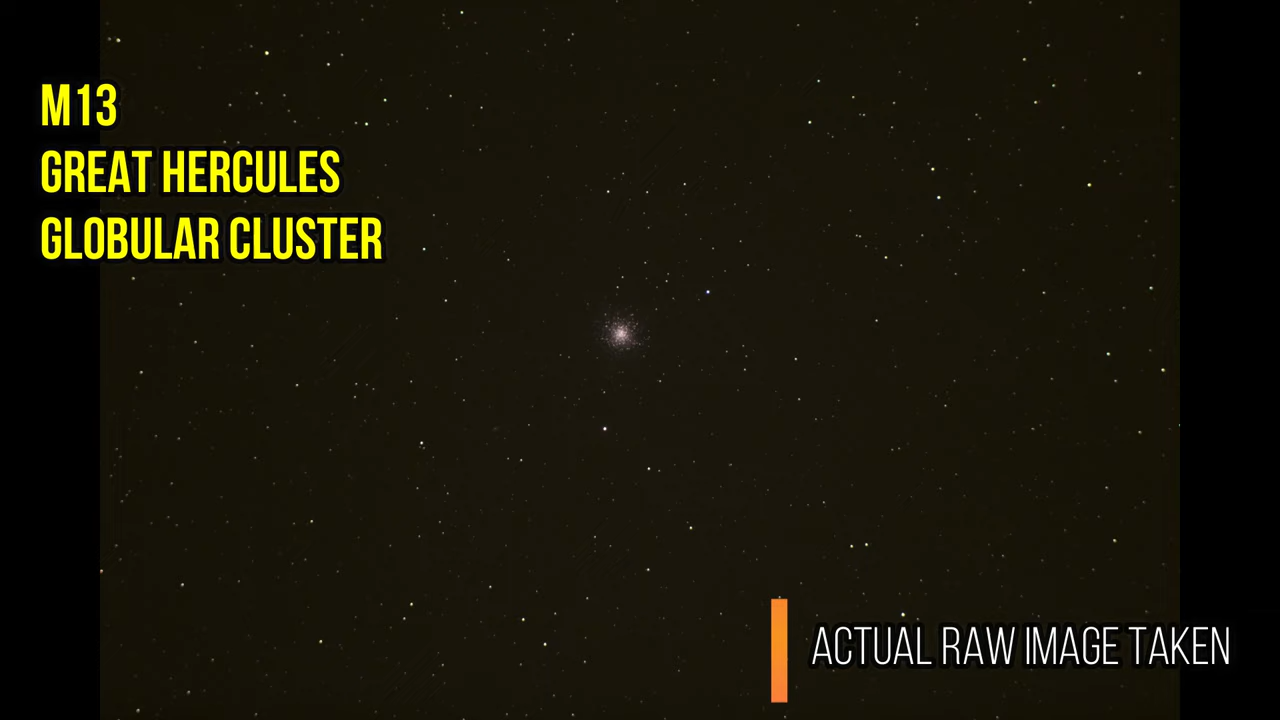 M13
GREAT HERCULES
GLOBULAR CLUSTER
ACTUAL RAW IMAGE TAKEN